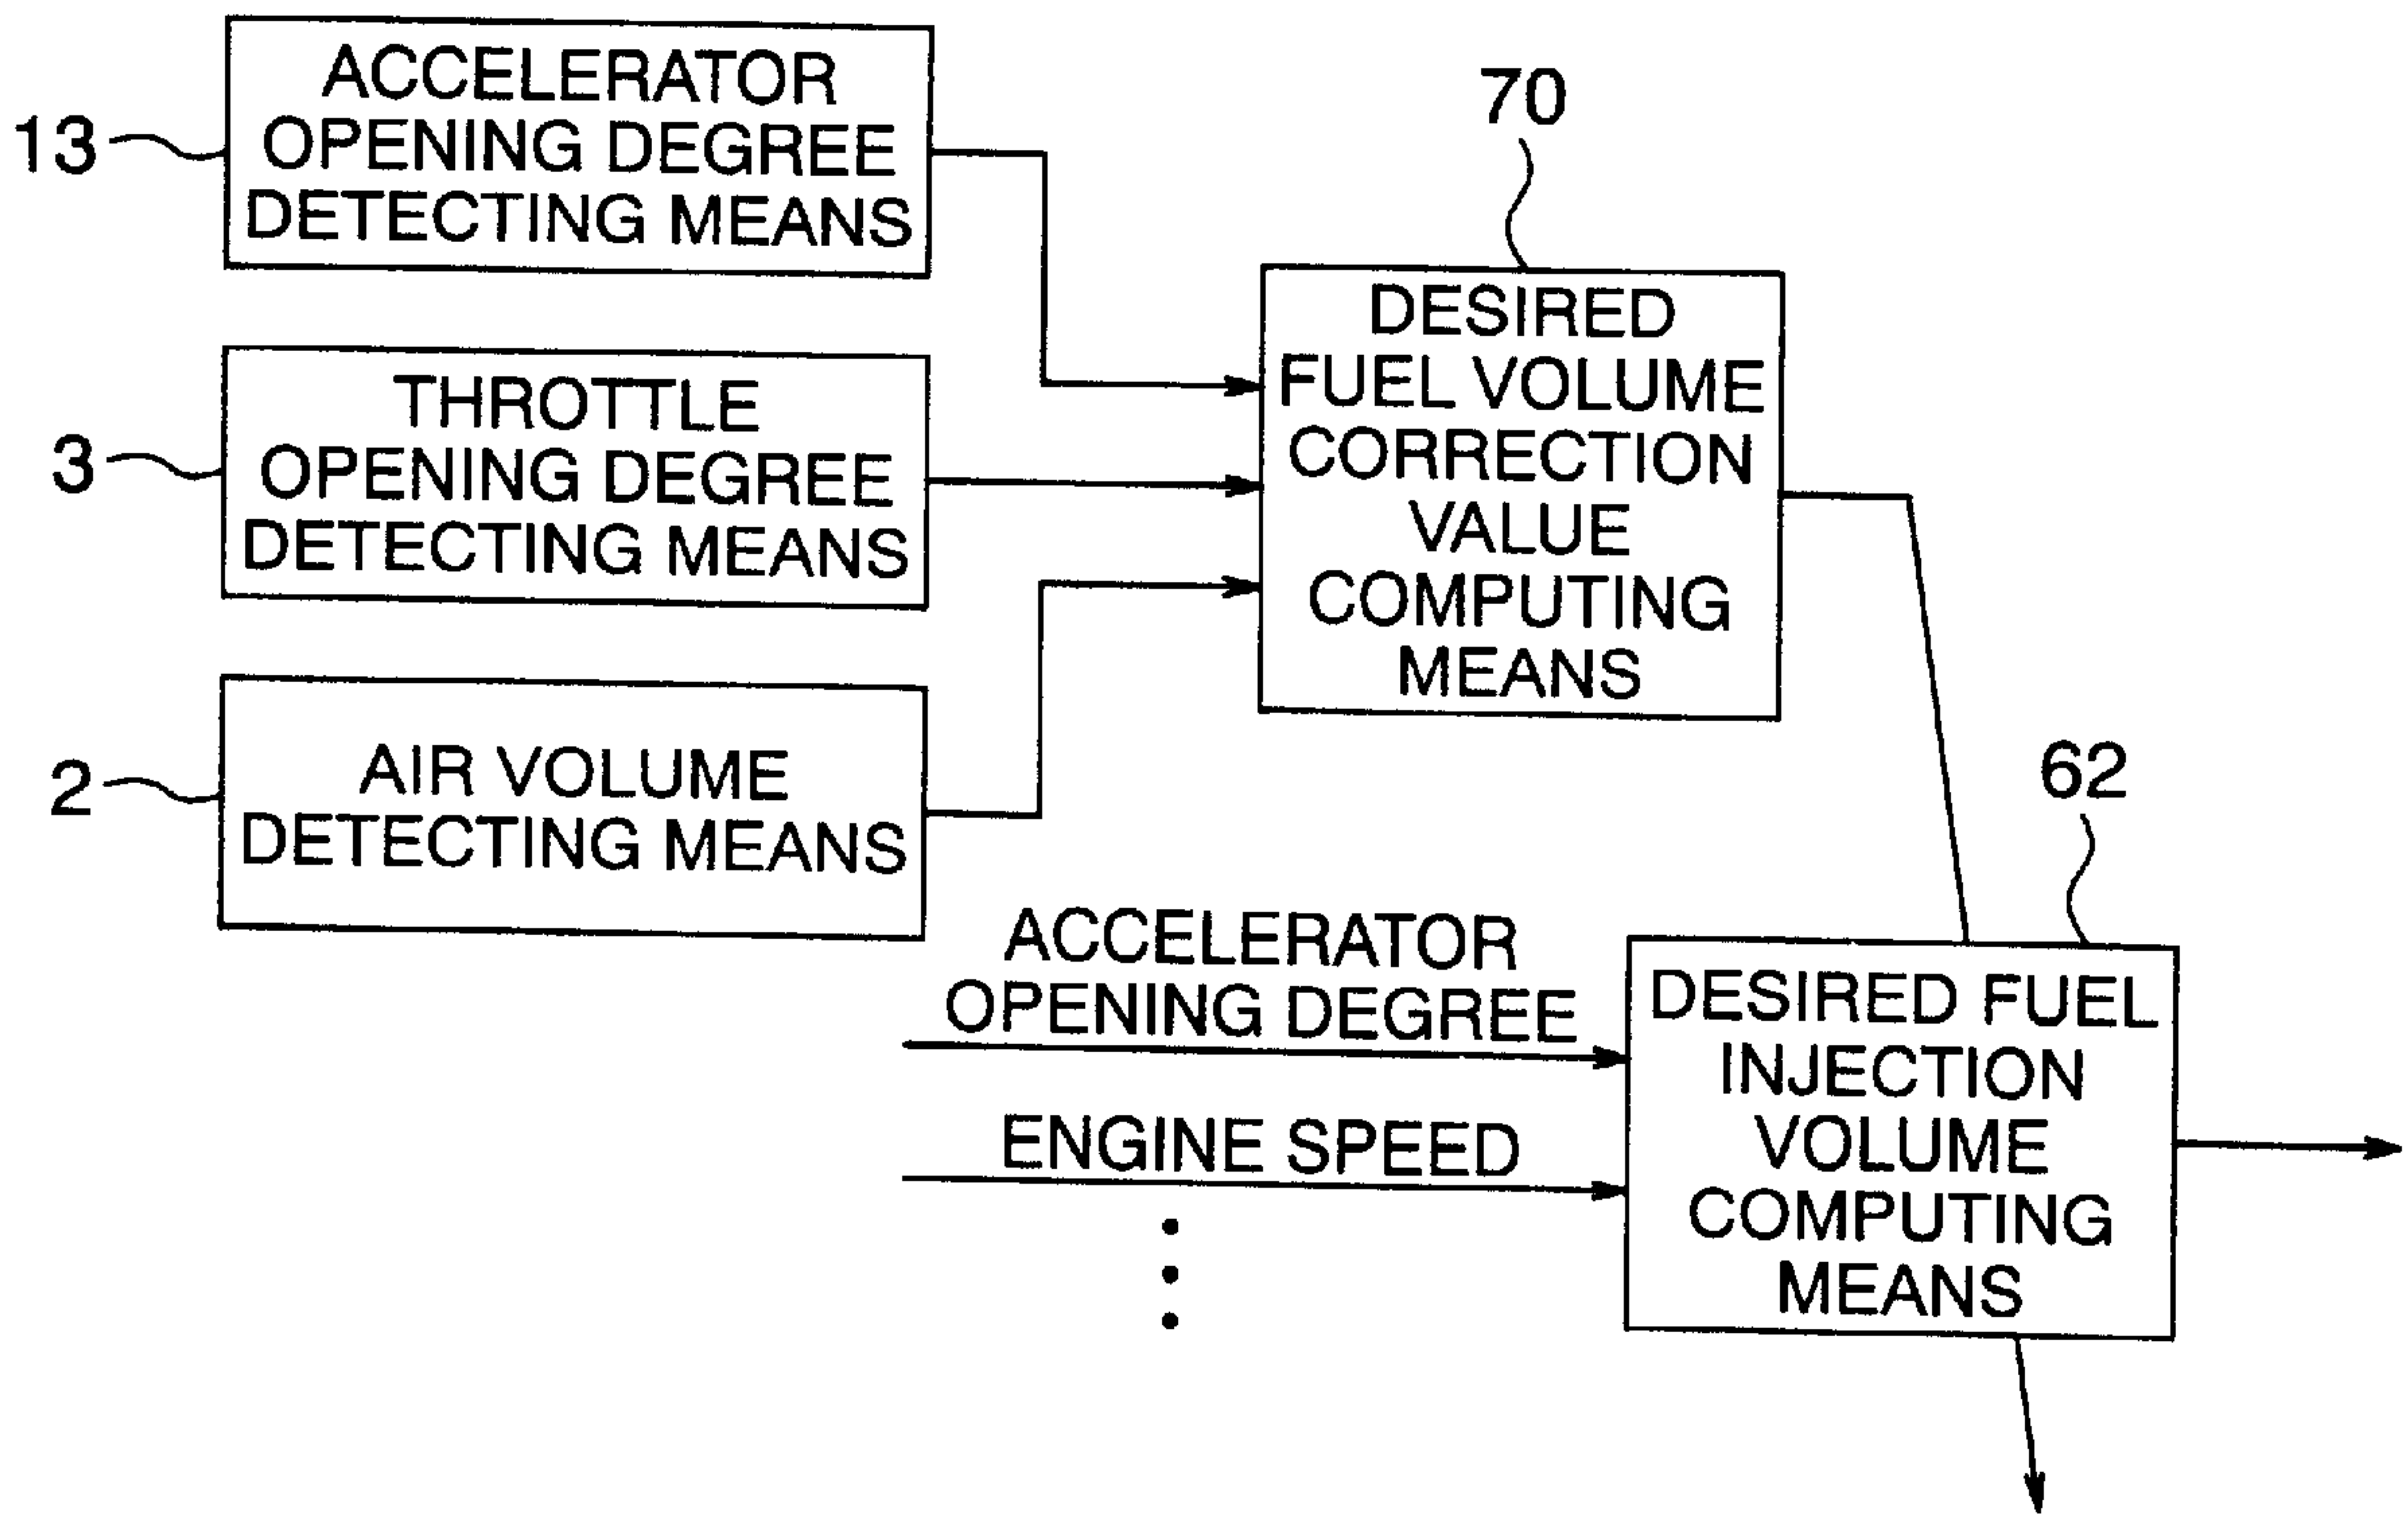 13
ACCELERATOR
OPENING DEGREE
DETECTING MEANS
3
THROTTLE
OPENING DEGREE
DETECTING MEANS
2
AIR VOLUME
DETECTING MEANS
70
DESIRED
FUEL VOLUME
CORRECTION
VALUE
COMPUTING
MEANS
ACCELERATOR
OPENING DEGREE
ENGINE SPEED
62
DESIRED FUEL
INJECTION
VOLUME
COMPUTING
MEANS